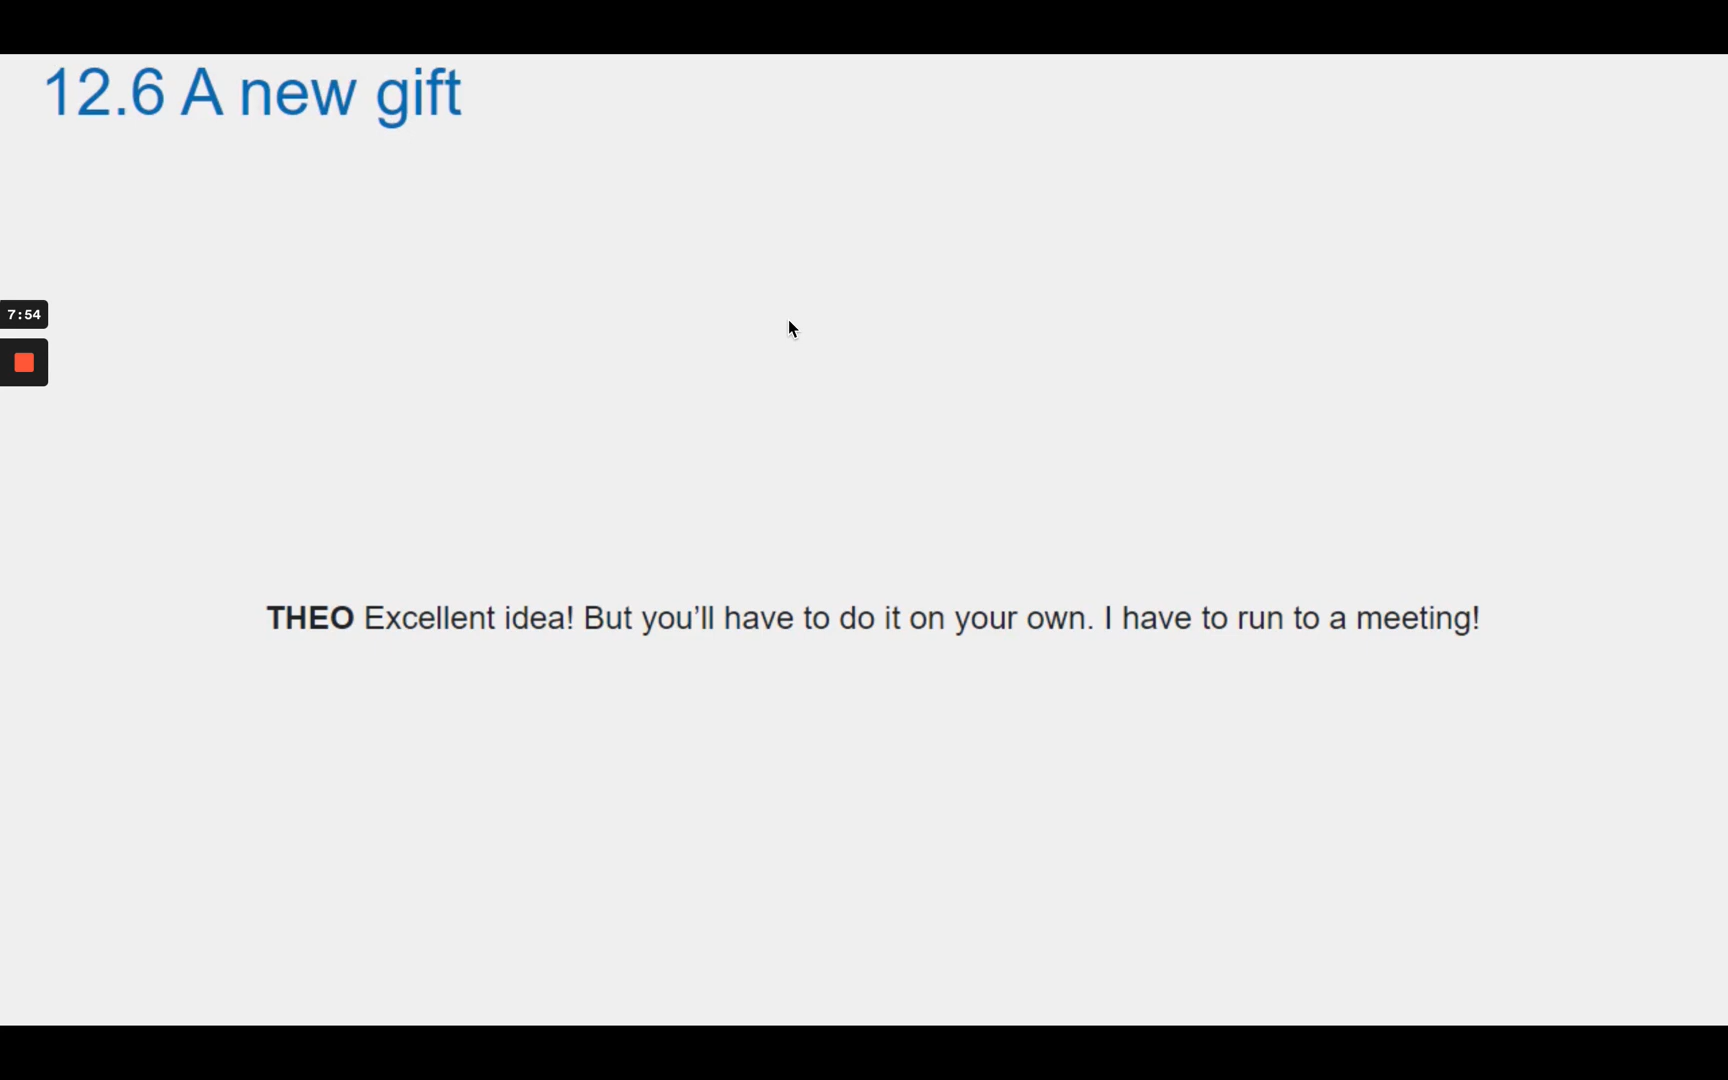 12.6 A new gift
7:54
THEO Excellent idea! But you’ll have to do it on your own. I have to run to a meeting!